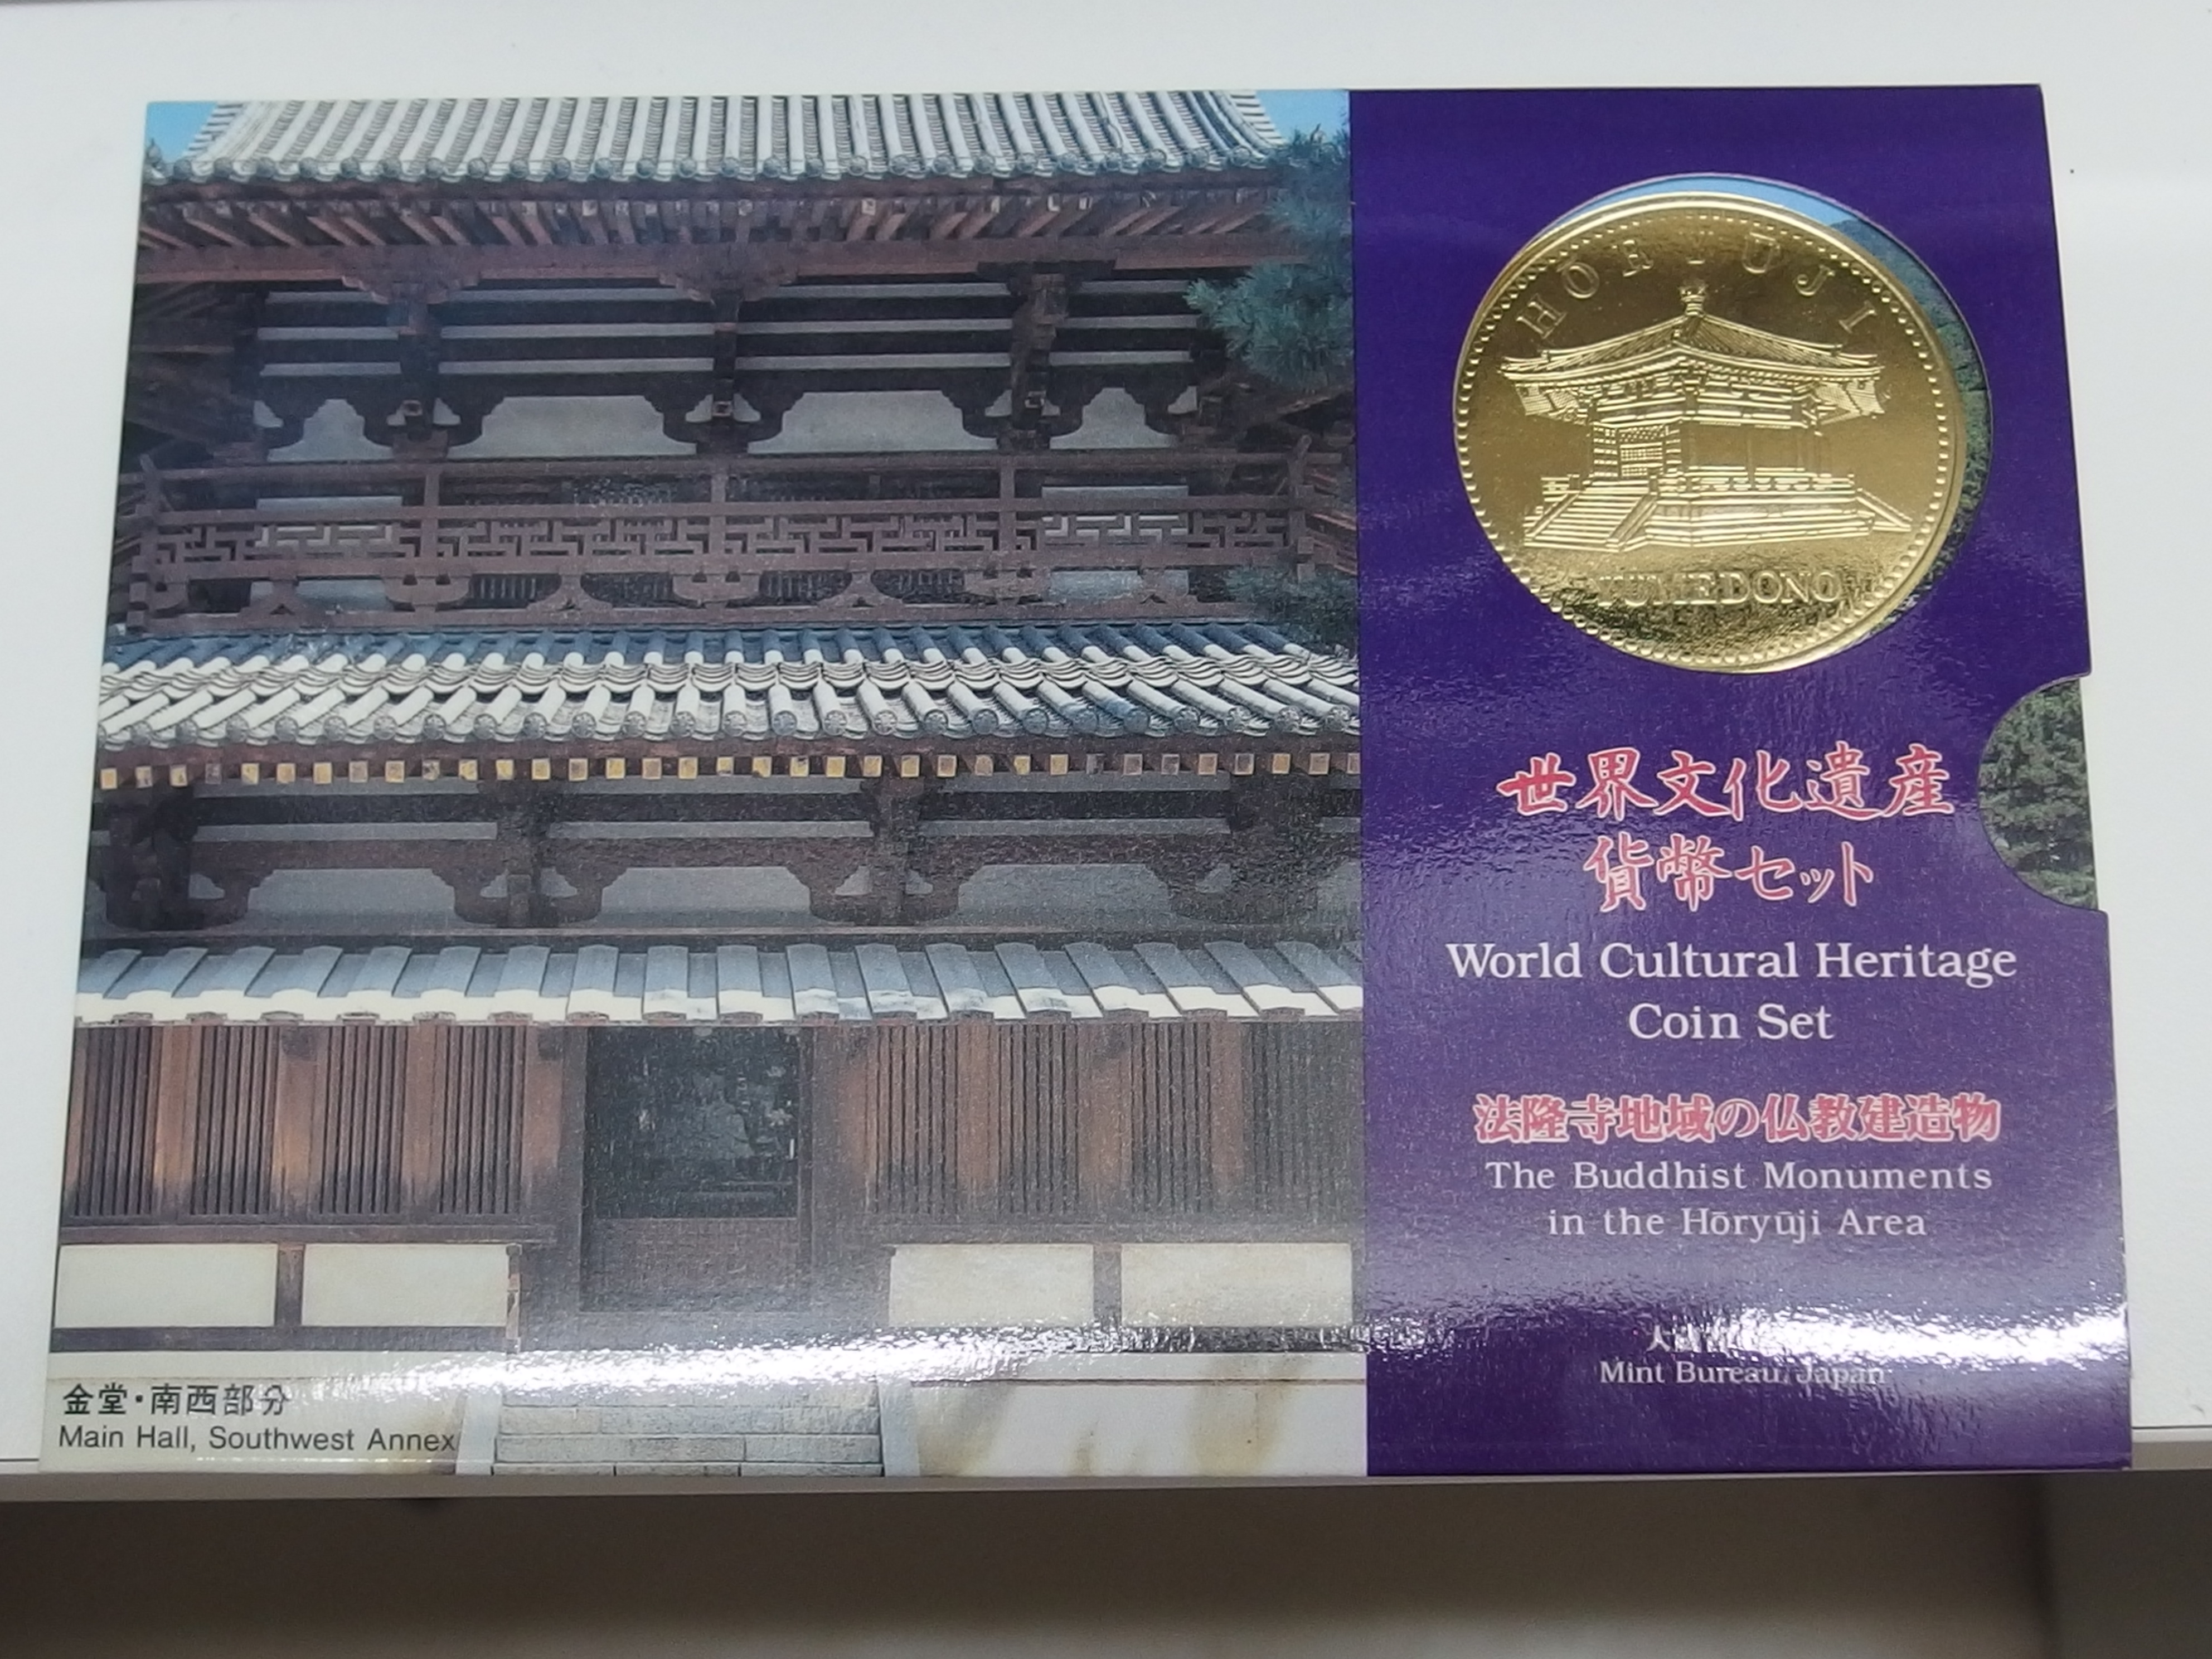 HŌRYŪJI
YUMEDONO
世界文化遺産
貨幣セット
World Cultural Heritage
Coin Set
法隆寺地域の仏教建造物
The Buddhist Monuments
in the Hōryūji Area
Mint Bureau, Japan
金堂・南西部分
Main Hall, Southwest Annex